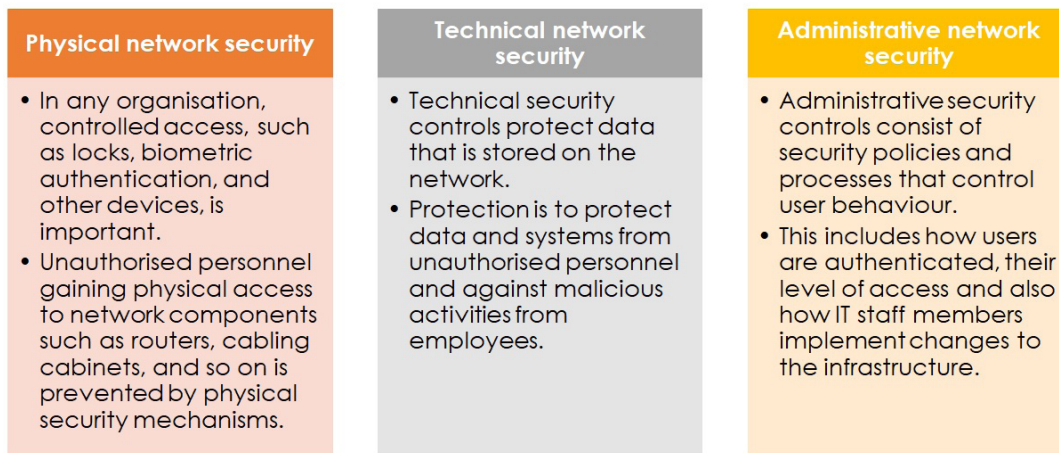 Physical network security
• In any organisation,
controlled access, such
as locks, biometric
authentication, and
other devices, is
important.
• Unauthorised personnel
gaining physical access
to network components
such as routers, cabling
cabinets, and so on is
prevented by physical
security mechanisms.
Technical network
security
• Technical security
controls protect data
that is stored on the
network.
• Protection is to protect
data and systems from
unauthorised personnel
and against malicious
activities from
employees.
Administrative network
security
• Administrative security
controls consist of
security policies and
processes that control
user behaviour.
• This includes how users
are authenticated, their
level of access and also
how IT staff members
implement changes to
the infrastructure.